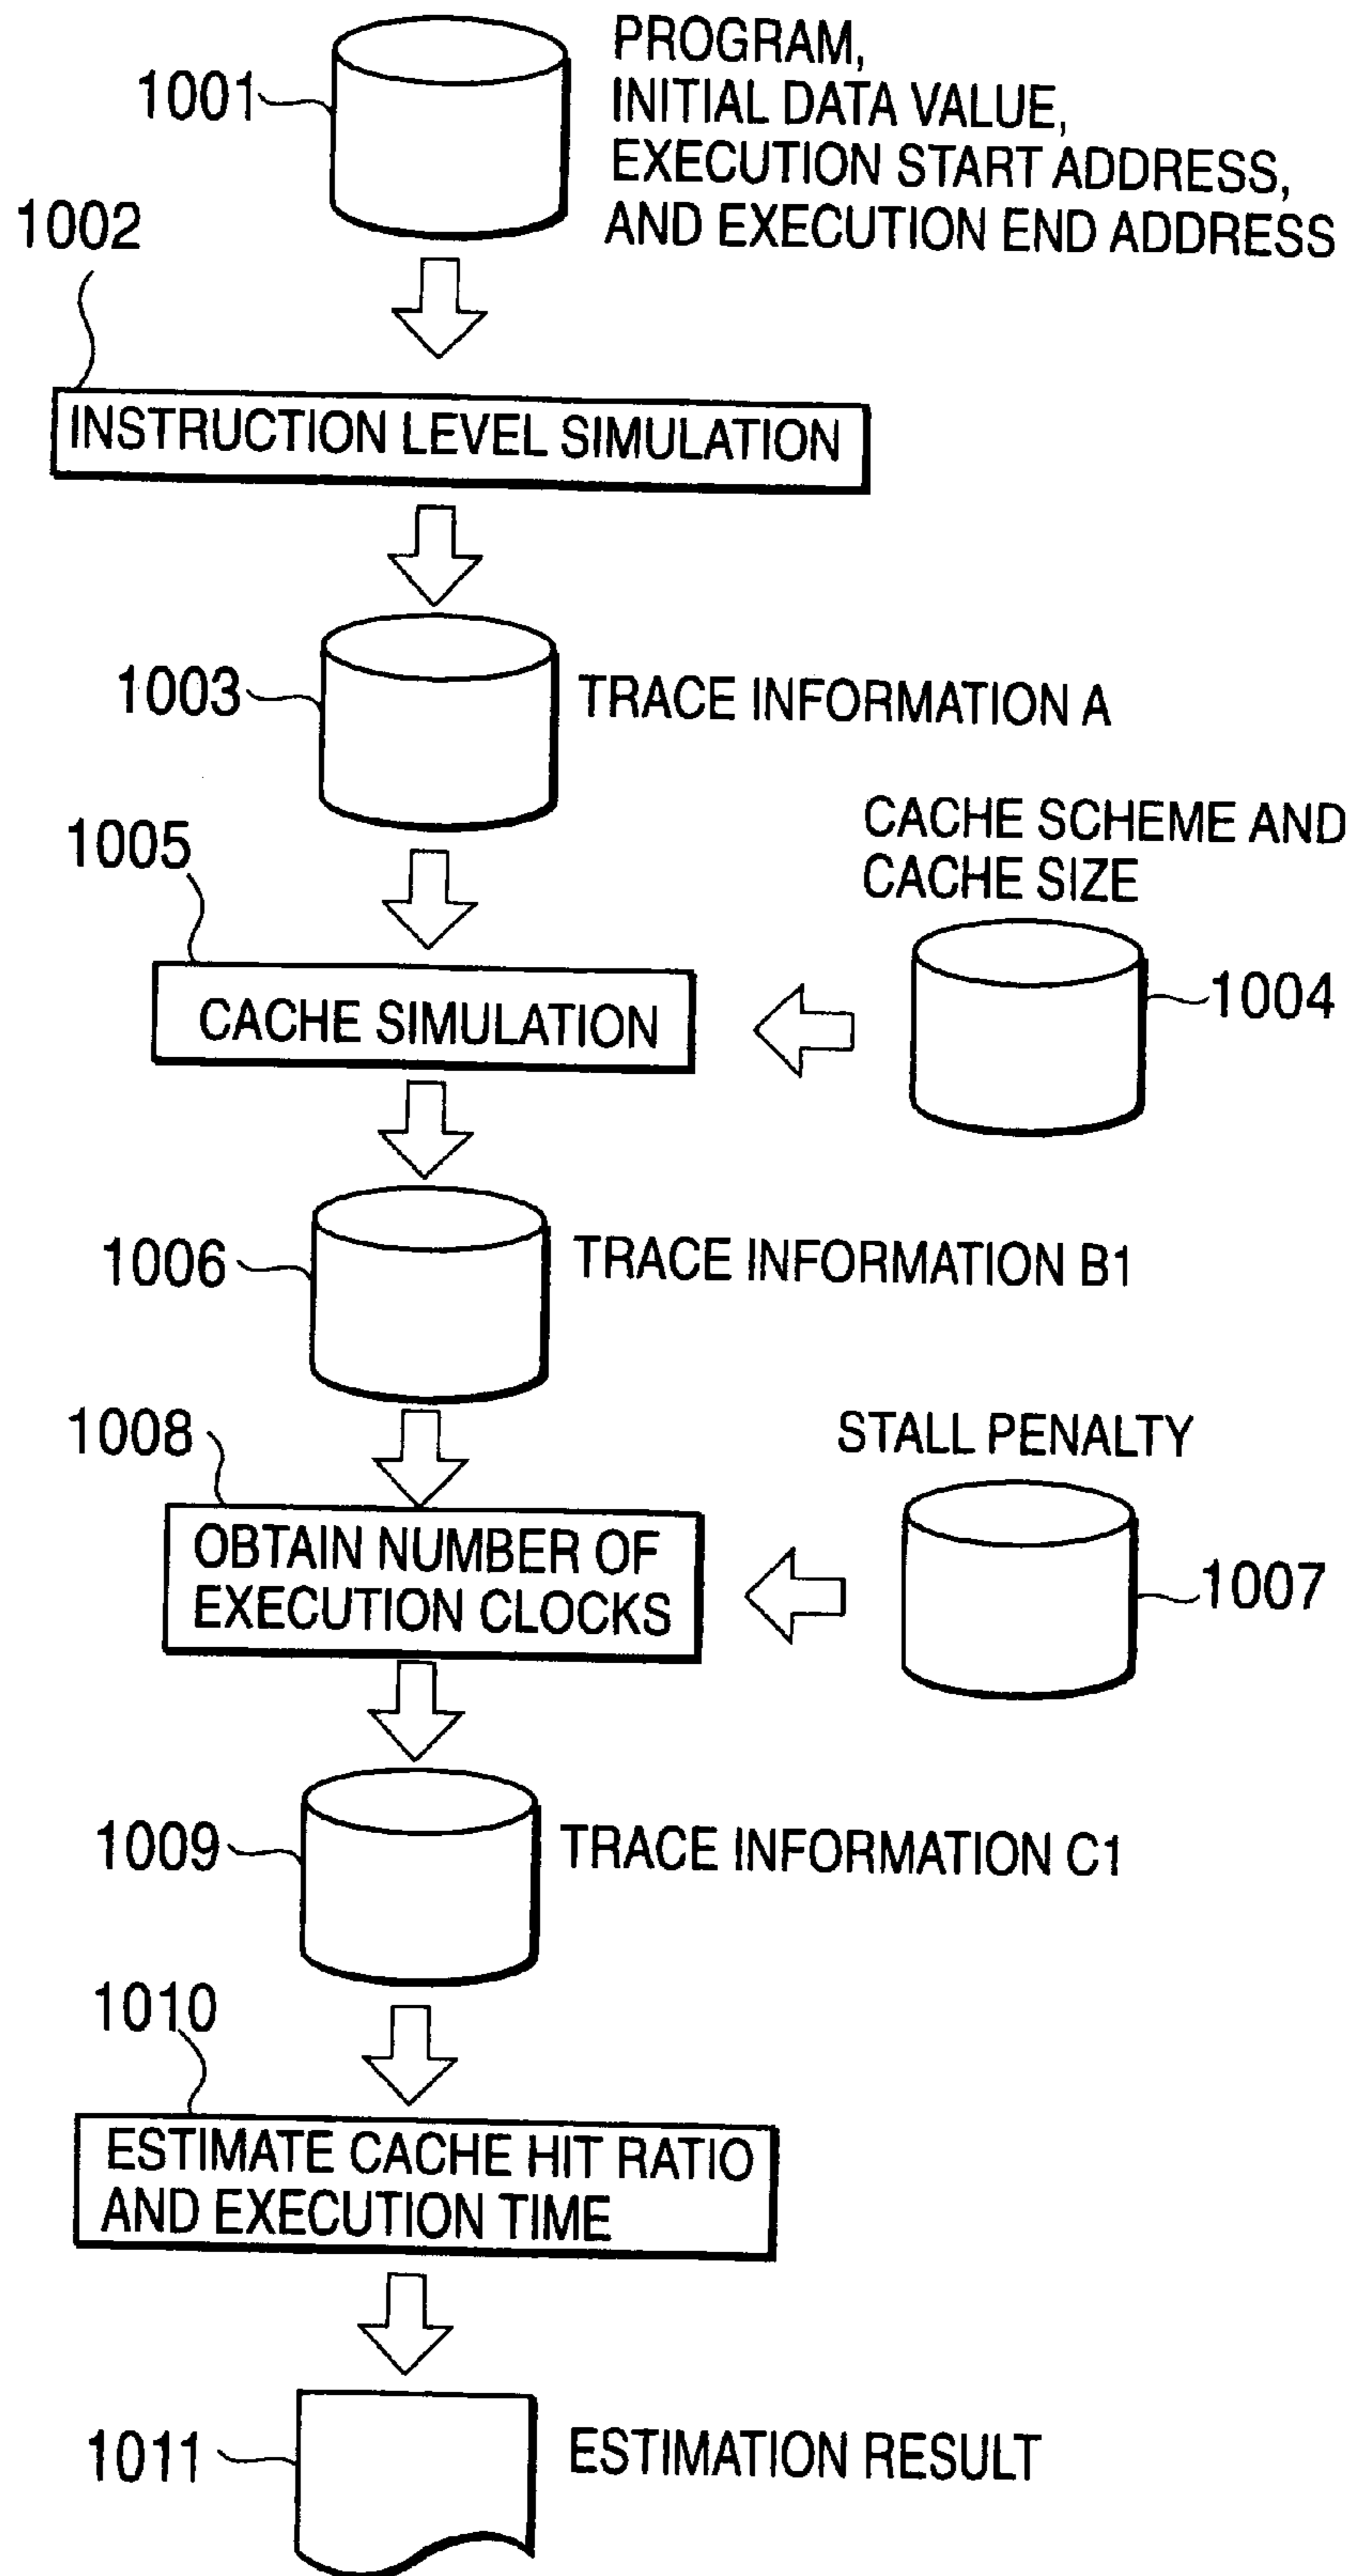 1001
PROGRAM,
INITIAL DATA VALUE,
EXECUTION START ADDRESS,
AND EXECUTION END ADDRESS
1002
INSTRUCTION LEVEL SIMULATION
1003
TRACE INFORMATION A
CACHE SCHEME AND
CACHE SIZE
1004
1005
CACHE SIMULATION
1006
TRACE INFORMATION B1
STALL PENALTY
1007
1008
OBTAIN NUMBER OF
EXECUTION CLOCKS
1009
TRACE INFORMATION C1
1010
ESTIMATE CACHE HIT RATIO
AND EXECUTION TIME
1011
ESTIMATION RESULT